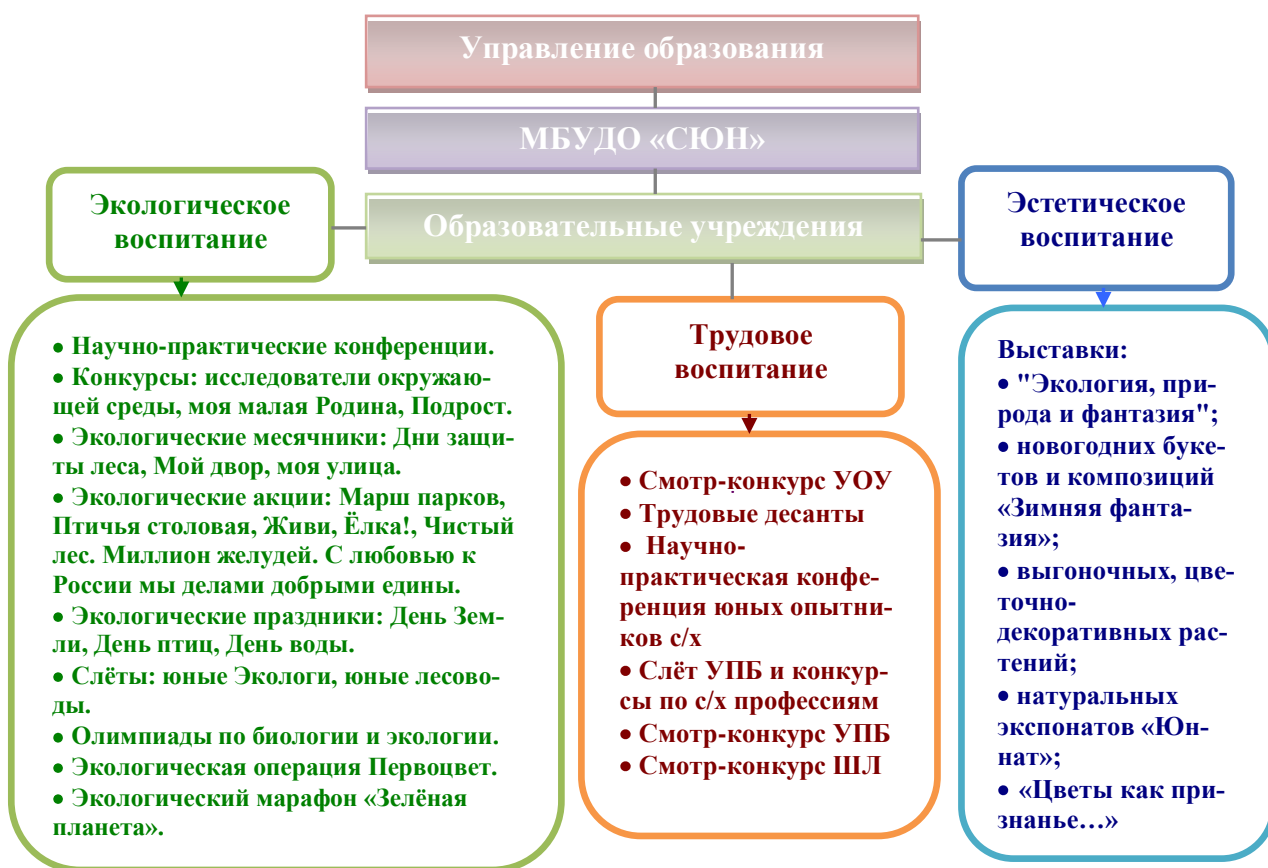 Управление образования
МБУДО «СЮН»
Образовательные учреждения
Экологическое
воспитание
• Научно-практические конференции.
• Конкурсы: исследователи окружаю-
щей среды, моя малая Родина, Подрост.
• Экологические месячники: Дни защи-
ты леса, Мой двор, моя улица.
• Экологические акции: Марш парков,
Птичья столовая, Живи, Ёлка!, Чистый
лес. Миллион желудей. С любовью к
России мы делами добрыми едины.
• Экологические праздники: День Зем-
ли, День птиц, День воды.
• Слёты: юные Экологи, юные лесово-
ды.
• Олимпиады по биологии и экологии.
• Экологическая операция Первоцвет.
• Экологический марафон «Зелёная
планета».
Трудовое
воспитание
• Смотр-конкурс УОУ
• Трудовые десанты
• Научно-
практическая конфе-
ренция юных опытни-
ков с/х
• Слёт УПБ и конкур-
сы по с/х профессиям
• Смотр-конкурс УПБ
• Смотр-конкурс ШЛ
Эстетическое
воспитание
Выставки:
• "Экология, при-
рода и фантазия";
• новогодних буке-
тов и композиций
«Зимняя фанта-
зия»;
• выгоночных, цве-
точно-
декоративных рас-
тений;
• натуральных
экспонатов «Юн-
нат»;
• «Цветы как при-
знанье…»